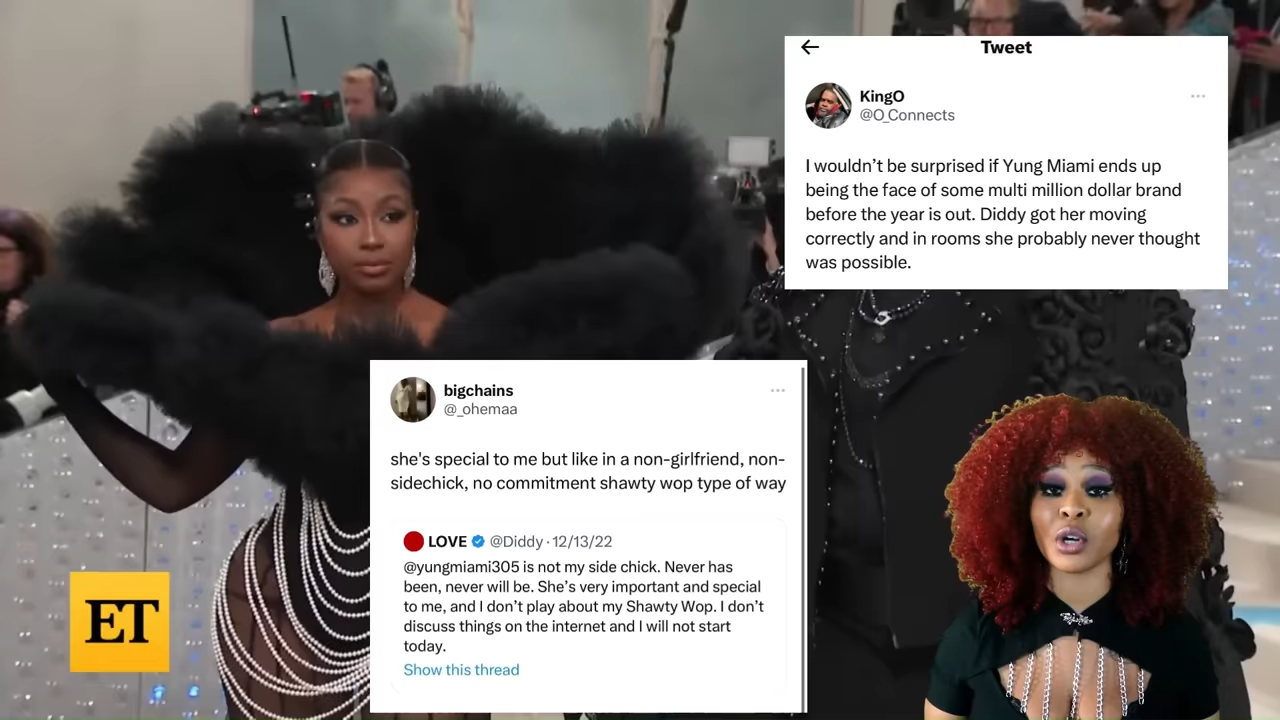 Tweet
KingO
@O_Connects
I wouldn’t be surprised if Yung Miami ends up
being the face of some multi million dollar brand
before the year is out. Diddy got her moving
correctly and in rooms she probably never thought
was possible.
bigchains
@_ohemaa
she's special to me but like in a non-girlfriend, non-
sidechick, no commitment shawty wop type of way
LOVE @Diddy · 12/13/22
@yungmiami305 is not my side chick. Never has
been, never will be. She’s very important and special
to me, and I don’t play about my Shawty Wop. I don’t
discuss things on the internet and I will not start
today.
Show this thread
ET